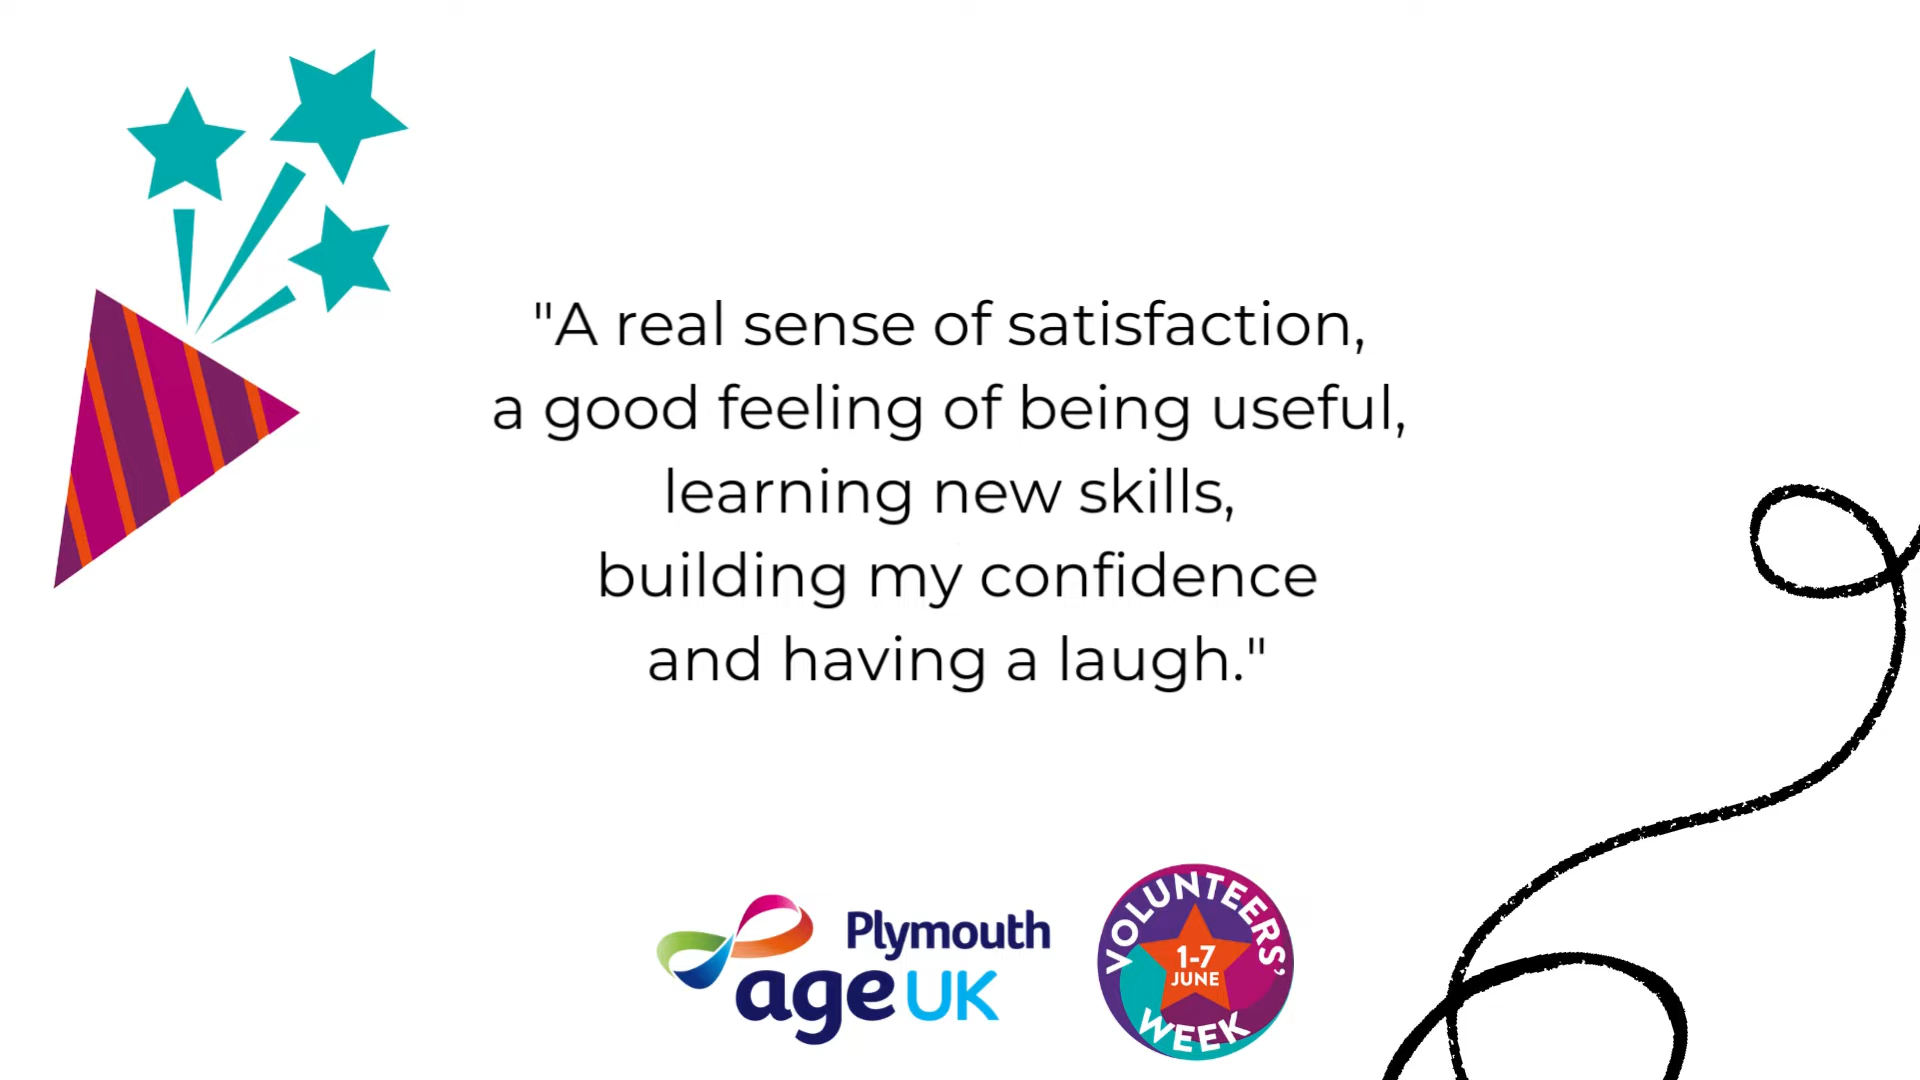 "A real sense of satisfaction,
a good feeling of being useful,
learning new skills,
building my confidence
and having a laugh."
Plymouth
age UK
VOLUNTEERS'
1-7
JUNE
WEEK